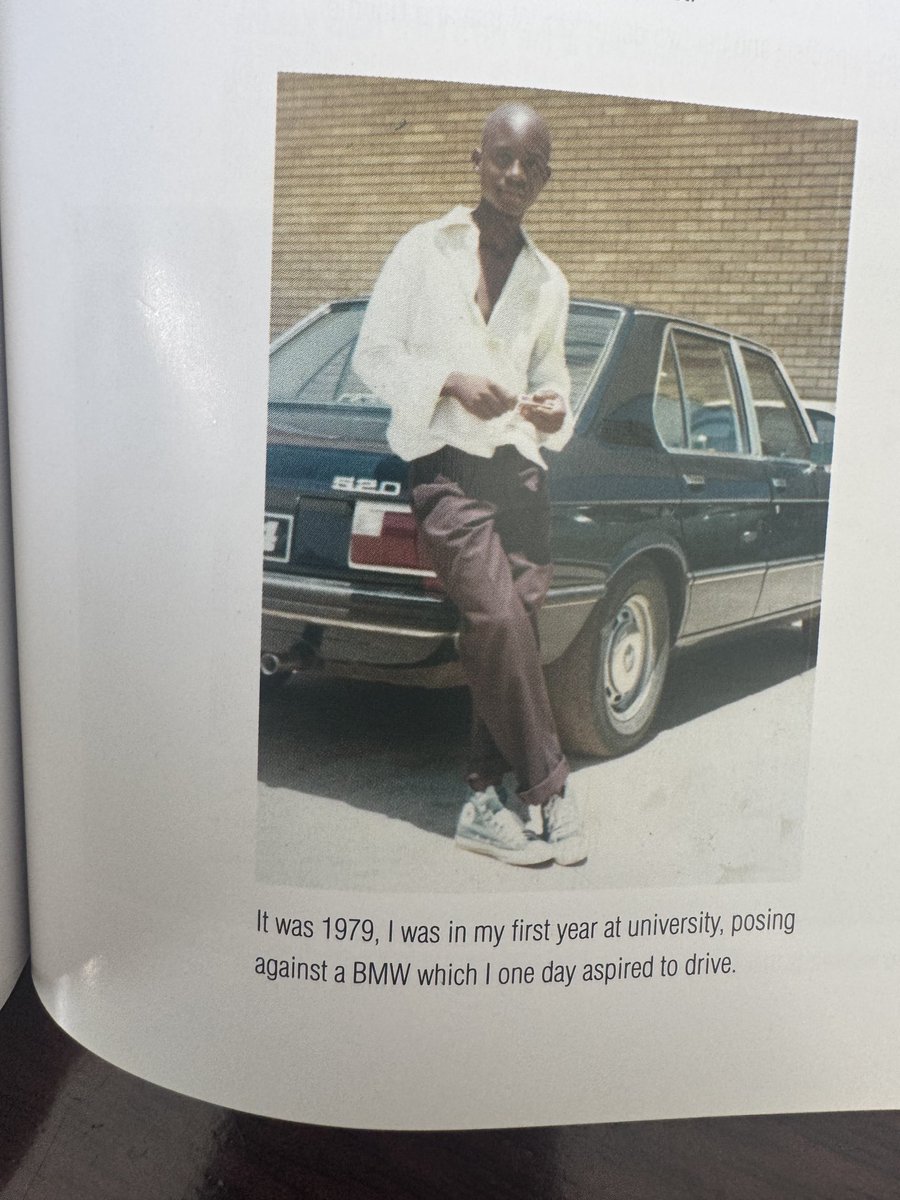 520
It was 1979, I was in my first year at university, posing
against a BMW which I one day aspired to drive.